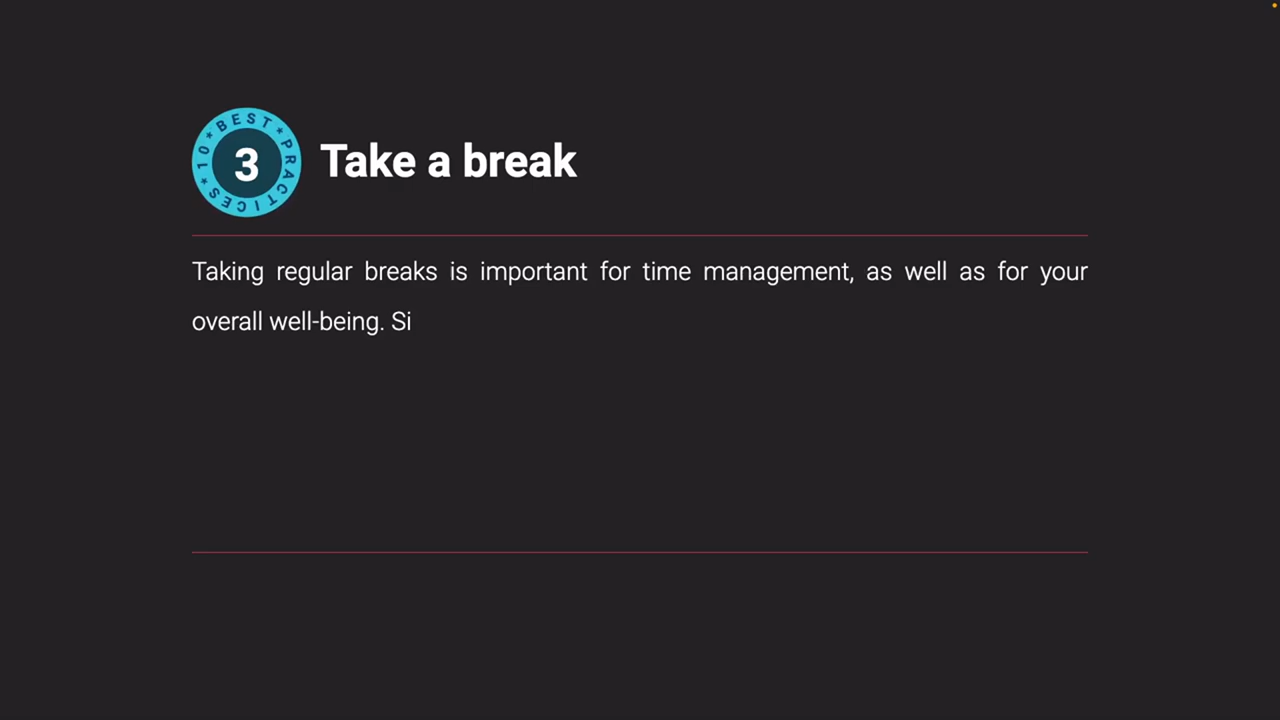 10 ★ BEST ★ PRACTICES ★
3
Take a break
Taking regular breaks is important for time management, as well as for your
overall well-being. Si